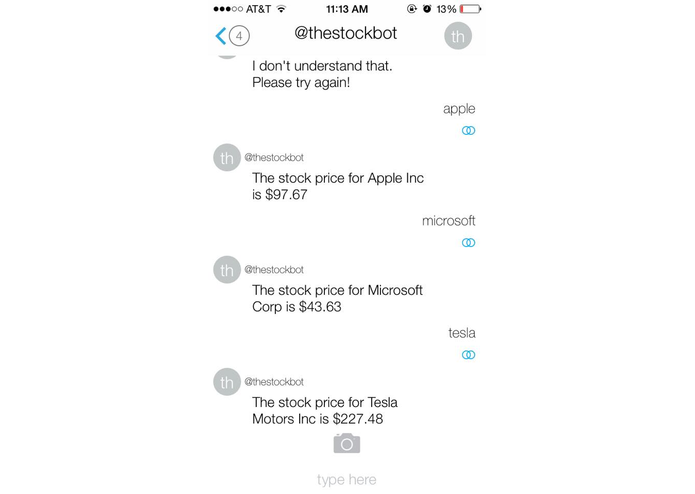 AT&T 11:13 AM 13%
4 @thestockbot th
I don't understand that.
Please try again!
apple
th @thestockbot
The stock price for Apple Inc
is $97.67
microsoft
th @thestockbot
The stock price for Microsoft
Corp is $43.63
tesla
th @thestockbot
The stock price for Tesla
Motors Inc is $227.48
type here